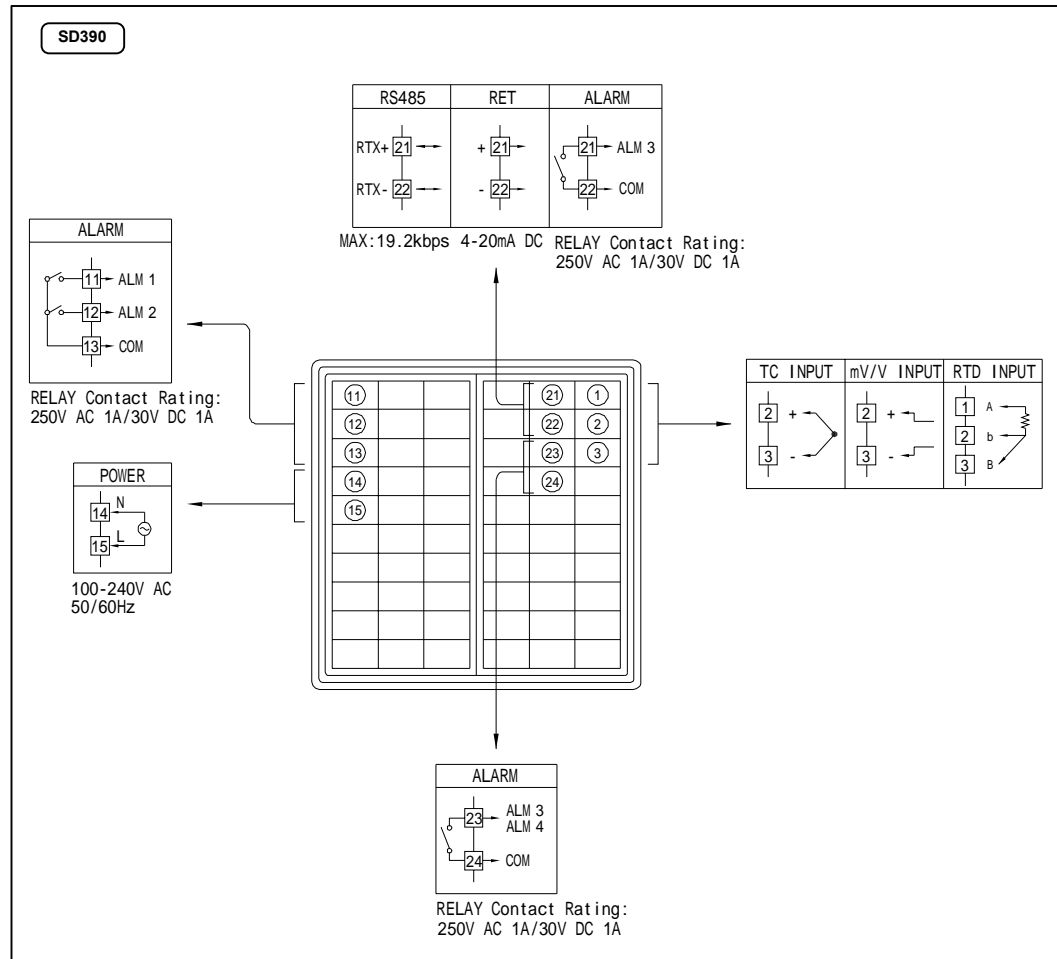 SD390
RS485 RET ALARM
RTX+ 21 + 21 21 ALM 3
RTX- 22 - 22 22 COM
MAX:19.2kbps 4-20mA DC RELAY Contact Rating:
250V AC 1A/30V DC 1A
ALARM
11 ALM 1
12 ALM 2
13 COM
RELAY Contact Rating:
250V AC 1A/30V DC 1A
POWER
14 N
15 L
100-240V AC
50/60Hz
11 21 1
12 22 2
13 23 3
14 24
15
TC INPUT mV/V INPUT RTD INPUT
2 + 2 + 1 A
2 b
3 - 3 - 3 B
ALARM
23 ALM 3
ALM 4
24 COM
RELAY Contact Rating:
250V AC 1A/30V DC 1A